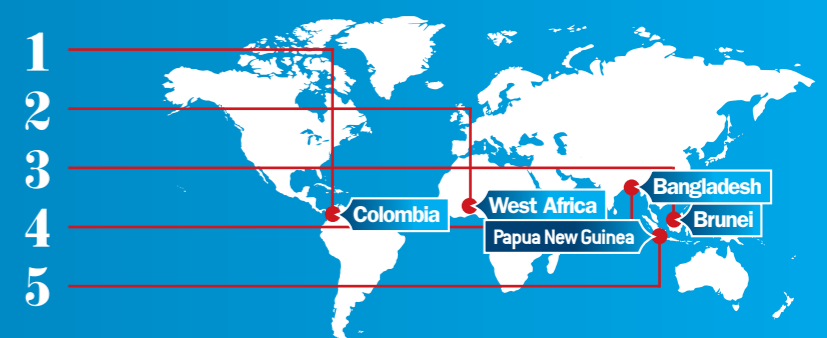 1
2
3
4
5
Colombia
West Africa
Bangladesh
Brunei
Papua New Guinea